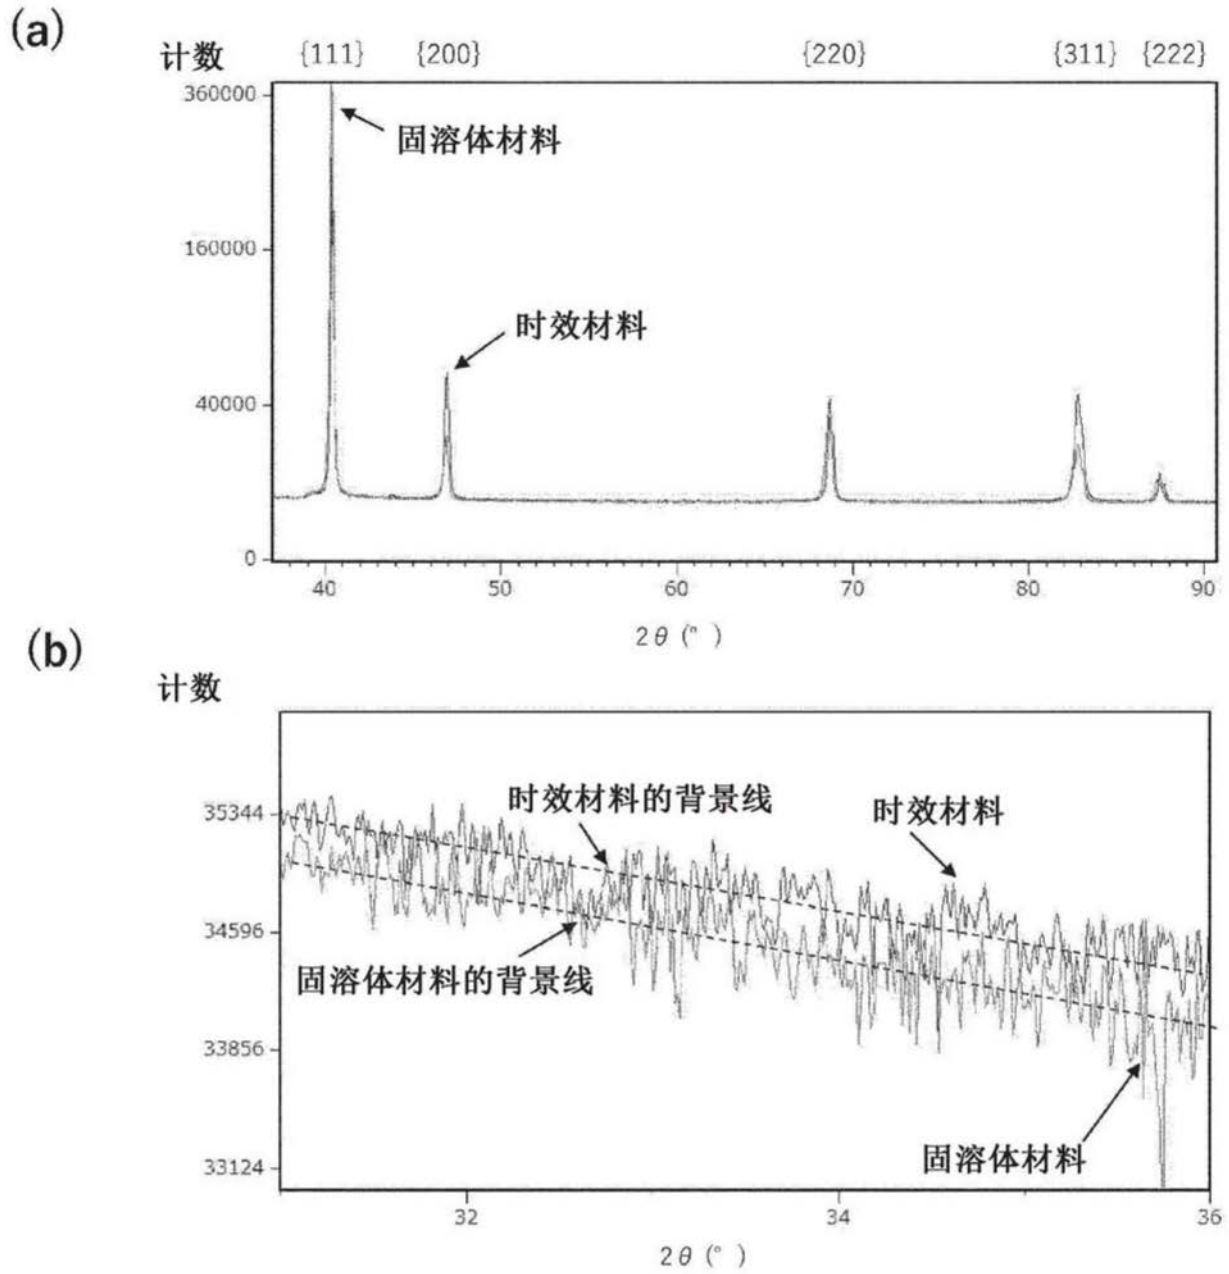 (a)
计数 {111} {200} {220} {311} {222}
360000
固溶体材料
160000
时效材料
40000
0
40 50 60 70 80 90
2θ (°)
(b)
计数
35344
时效材料的背景线
时效材料
34596
固溶体材料的背景线
33856
固溶体材料
33124
32 34 36
2θ (°)